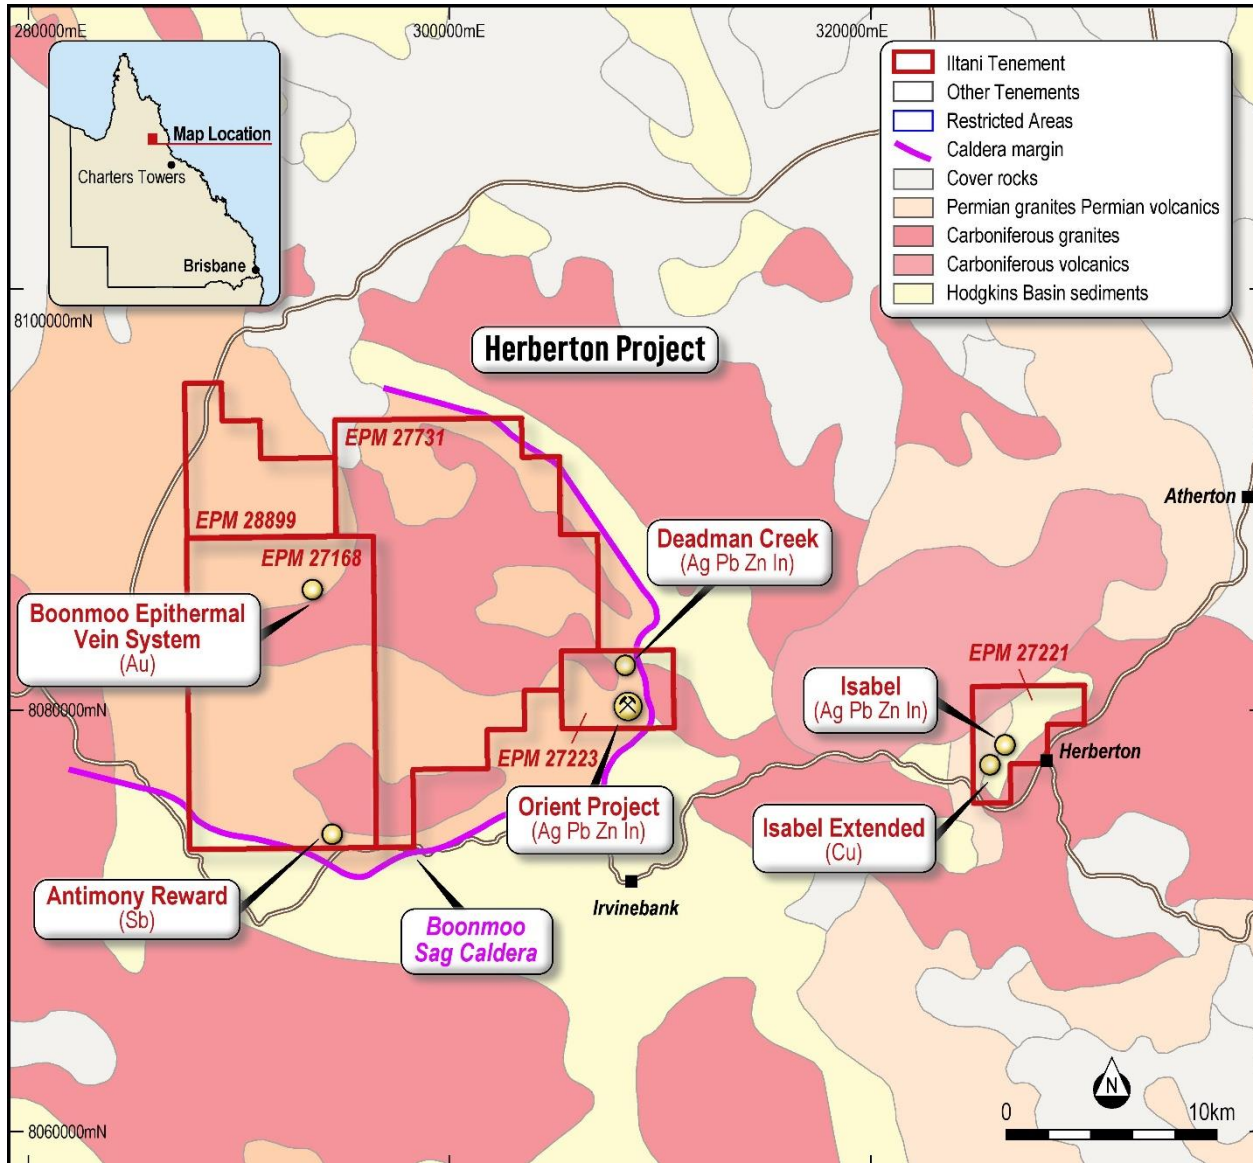 280000mE
300000mE
320000mE
Map Location
Charters Towers
Brisbane
Iltani Tenement
Other Tenements
Restricted Areas
Caldera margin
Cover rocks
Permian granites Permian volcanics
Carboniferous granites
Carboniferous volcanics
Hodgkins Basin sediments
8100000mN
Herberton Project
EPM 27731
Atherton
EPM 28899
EPM 27168
Deadman Creek
(Ag Pb Zn In)
Boonmoo Epithermal
Vein System
(Au)
EPM 27221
Isabel
(Ag Pb Zn In)
8080000mN
EPM 27223
Herberton
Orient Project
(Ag Pb Zn In)
Isabel Extended
(Cu)
Antimony Reward
(Sb)
Irvinebank
Boonmoo
Sag Caldera
N
0
10km
8060000mN